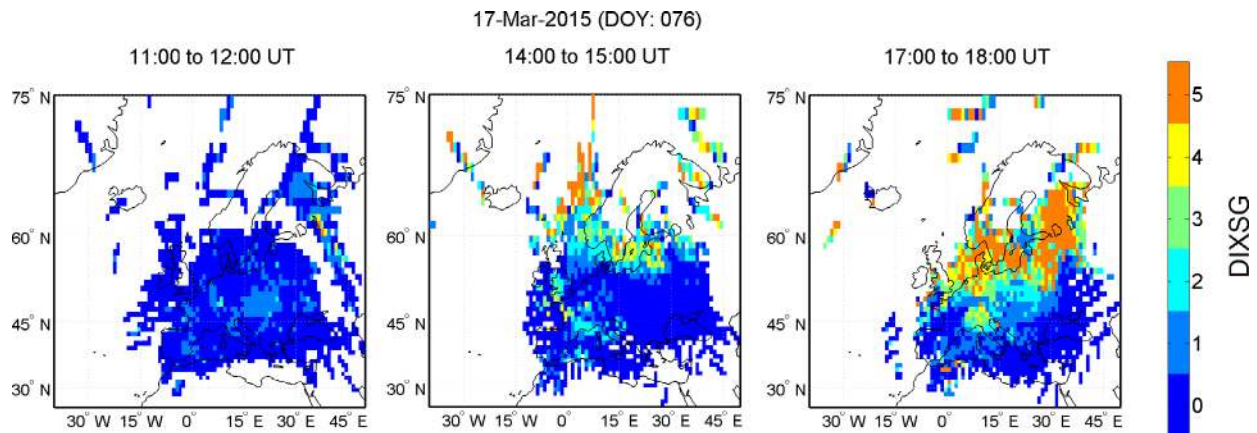 17-Mar-2015 (DOY: 076)
11:00 to 12:00 UT
14:00 to 15:00 UT
17:00 to 18:00 UT
75° N
60° N
45° N
30° N
30° W 15° 0° 15° E 30° 45° E
75° N
60° N
45° N
30° N
30° W 15° 0° 15° E 30° 45° E
75° N
60° N
45° N
30° N
30° W 15° 0° 15° E 30° 45° E
5
4
3
2
1
0
DIXSG